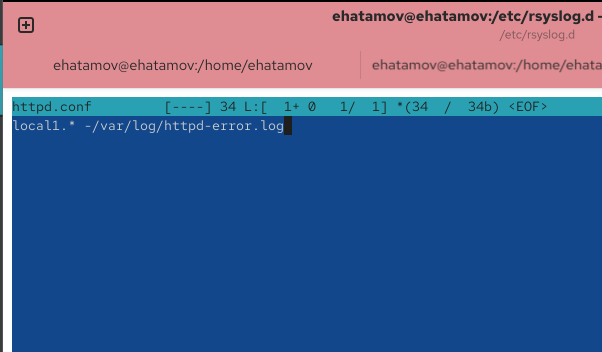 ehatamov@ehatamov:/etc/rsyslog.d -
/etc/rsyslog.d
ehatamov@ehatamov:/home/ehatamov
ehatamov@ehatamov:/home/ehata
httpd.conf [----] 34 L:[ 1+ 0 1/ 1] *(34 / 34b) <EOF>
local1.* -/var/log/httpd-error.log